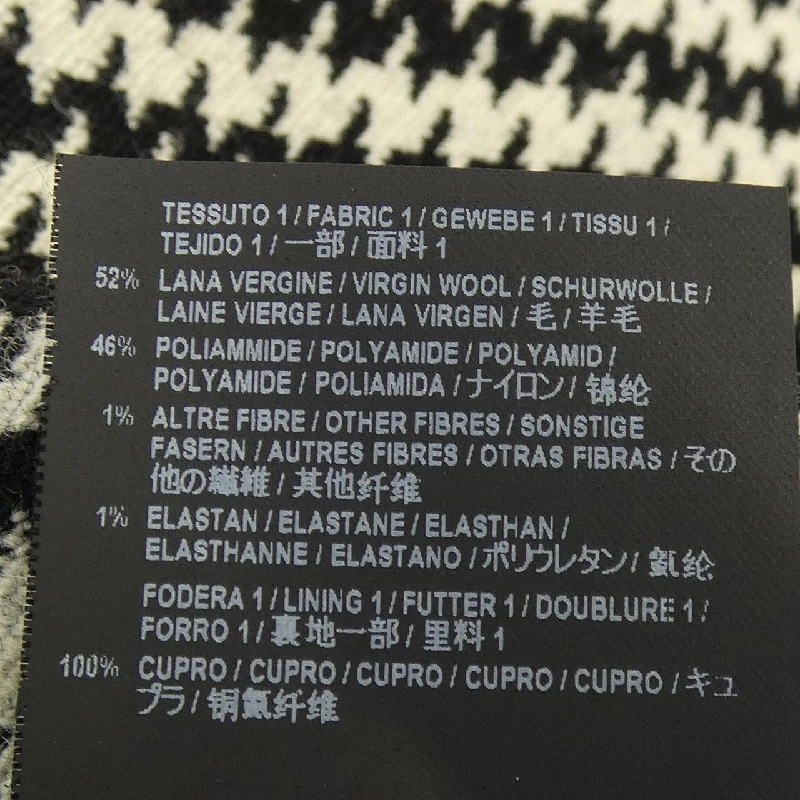 TESSUTO 1 / FABRIC 1 / GEWEBE 1 / TISSU 1 /
TEJIDO 1 / 一部 / 面料 1
52% LANA VERGINE / VIRGIN WOOL / SCHURWOLLE /
LAINE VIERGE / LANA VIRGEN / 毛 / 羊毛
46% POLIAMMIDE / POLYAMIDE / POLYAMID /
POLYAMIDE / POLIAMIDA / ナイロン / 锦纶
1% ALTRE FIBRE / OTHER FIBRES / SONSTIGE
FASERN / AUTRES FIBRES / OTRAS FIBRAS / その
他の繊維 / 其他纤维
1% ELASTAN / ELASTANE / ELASTHAN /
ELASTHANNE / ELASTANO / ポリウレタン / 氨纶
FODERA 1 / LINING 1 / FUTTER 1 / DOUBLURE 1 /
FORRO 1 / 裏地一部 / 里料 1
100% CUPRO / CUPRO / CUPRO / CUPRO / CUPRO / キュ
プラ / 铜氨纤维